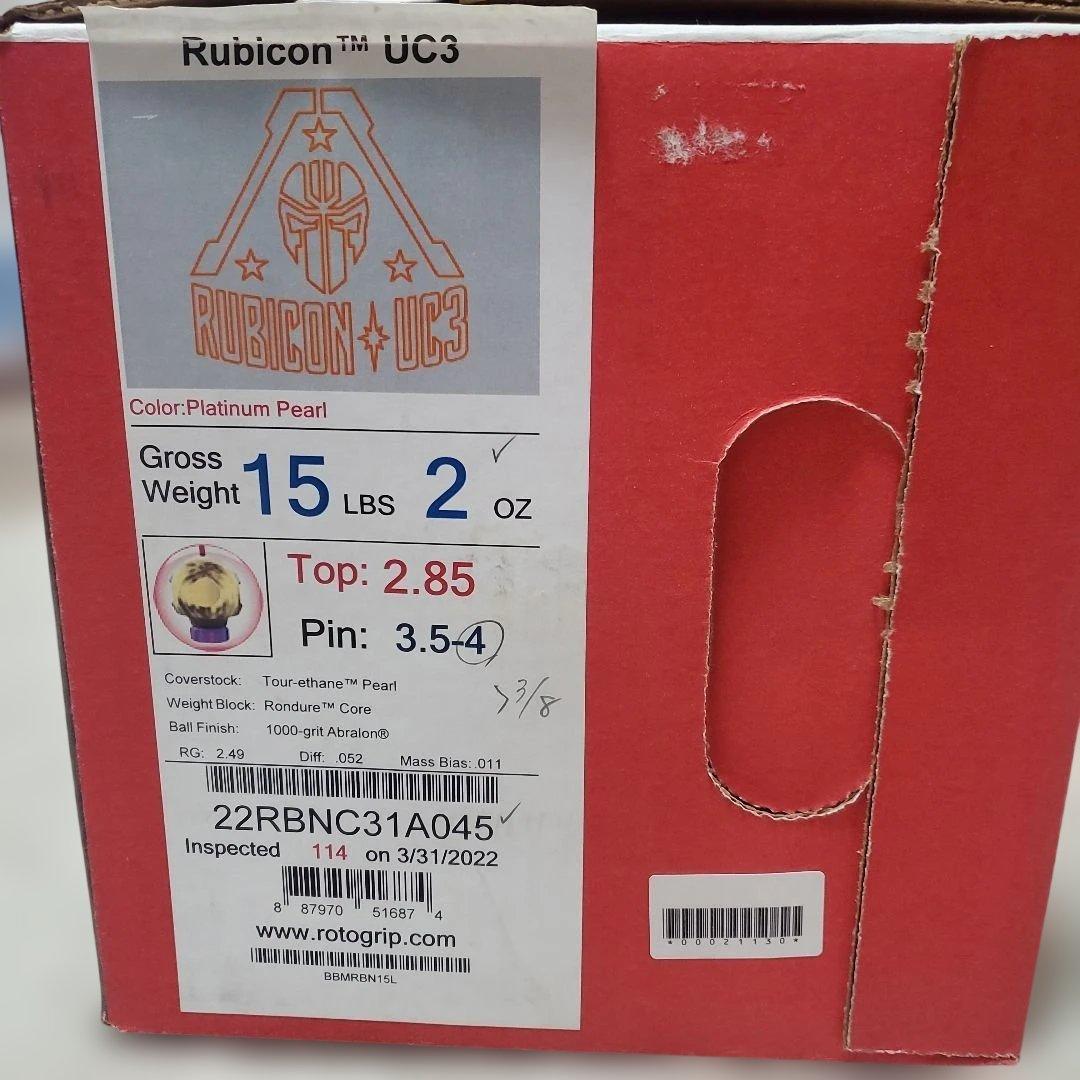 Rubicon™ UC3
RUBICON UC3
Color:Platinum Pearl
Gross Weight 15 LBS 2 OZ ✓
Top: 2.85
Pin: 3.5-4
3/8
Coverstock: Tour-ethane™ Pearl
Weight Block: Rondure™ Core
Ball Finish: 1000-grit Abralon®
RG: 2.49 Diff: .052 Mass Bias: .011
22RBNC31A045 ✓
Inspected 114 on 3/31/2022
8 87970 51687 4
www.rotogrip.com
BBMRBN15L
*00021130*